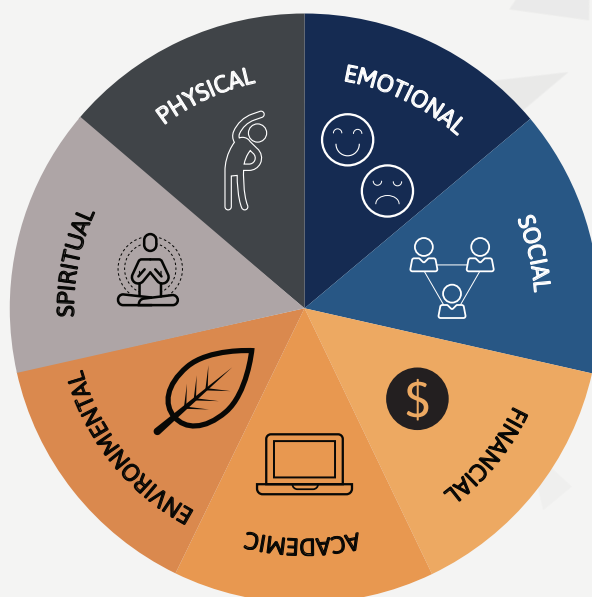 PHYSICAL
EMOTIONAL
SOCIAL
FINANCIAL
$
ACADEMIC
ENVIRONMENTAL
SPIRITUAL